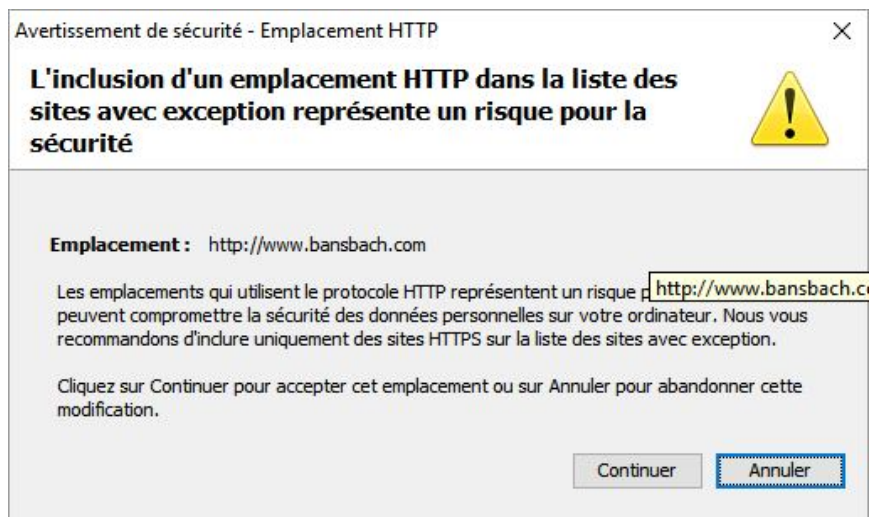 Avertissement de sécurité - Emplacement HTTP
L'inclusion d'un emplacement HTTP dans la liste des
sites avec exception représente un risque pour la
sécurité
Emplacement : http://www.bansbach.com
Les emplacements qui utilisent le protocole HTTP représentent un risque
http://www.bansbach.c
peuvent compromettre la sécurité des données personnelles sur votre ordinateur. Nous vous
recommandons d'inclure uniquement des sites HTTPS sur la liste des sites avec exception.
Cliquez sur Continuer pour accepter cet emplacement ou sur Annuler pour abandonner cette
modification.
Continuer
Annuler